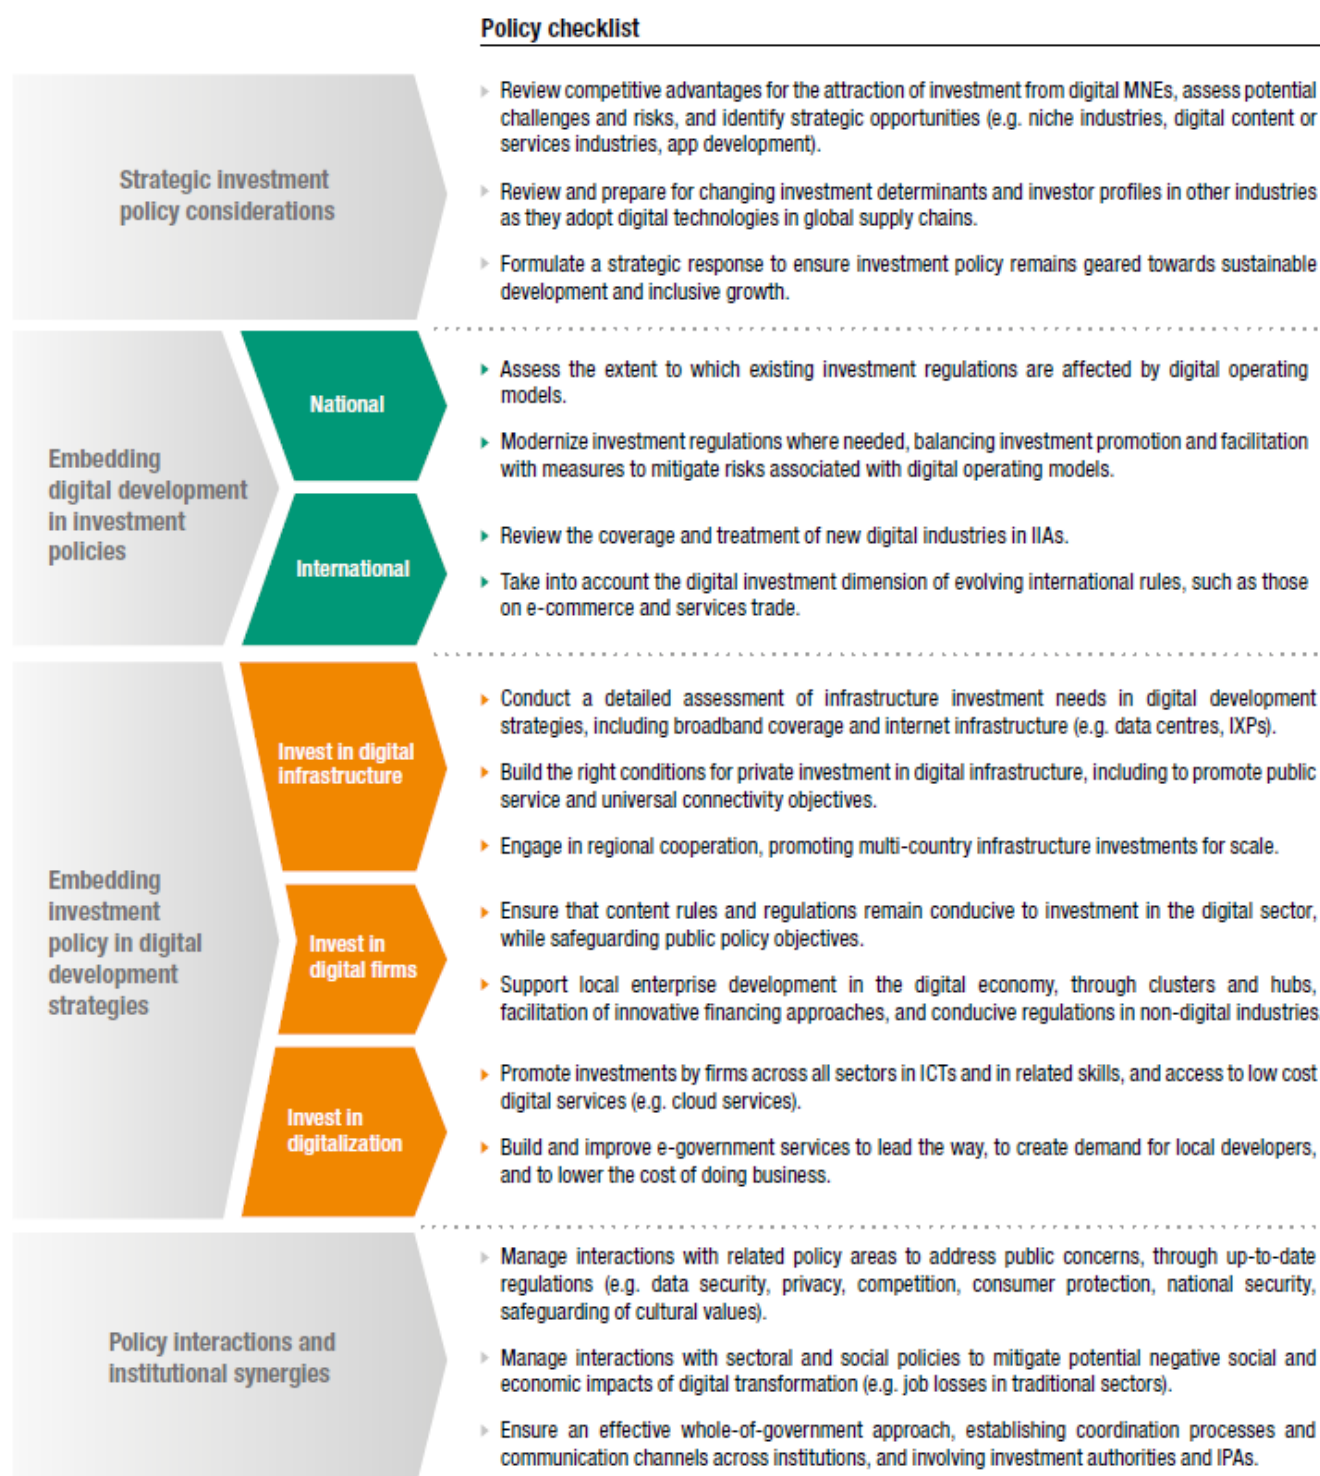 Policy checklist
Strategic investment
policy considerations
Review competitive advantages for the attraction of investment from digital MNEs, assess potential
challenges and risks, and identify strategic opportunities (e.g. niche industries, digital content or
services industries, app development).
Review and prepare for changing investment determinants and investor profiles in other industries
as they adopt digital technologies in global supply chains.
Formulate a strategic response to ensure investment policy remains geared towards sustainable
development and inclusive growth.
Embedding
digital development
in investment
policies
National
Assess the extent to which existing investment regulations are affected by digital operating
models.
Modernize investment regulations where needed, balancing investment promotion and facilitation
with measures to mitigate risks associated with digital operating models.
International
Review the coverage and treatment of new digital industries in IIAs.
Take into account the digital investment dimension of evolving international rules, such as those
on e-commerce and services trade.
Embedding
investment
policy in digital
development
strategies
Invest in digital
infrastructure
Conduct a detailed assessment of infrastructure investment needs in digital development
strategies, including broadband coverage and internet infrastructure (e.g. data centres, IXPs).
Build the right conditions for private investment in digital infrastructure, including to promote public
service and universal connectivity objectives.
Engage in regional cooperation, promoting multi-country infrastructure investments for scale.
Invest in
digital firms
Ensure that content rules and regulations remain conducive to investment in the digital sector,
while safeguarding public policy objectives.
Support local enterprise development in the digital economy, through clusters and hubs,
facilitation of innovative financing approaches, and conducive regulations in non-digital industries
Invest in
digitalization
Promote investments by firms across all sectors in ICTs and in related skills, and access to low cost
digital services (e.g. cloud services).
Build and improve e-government services to lead the way, to create demand for local developers,
and to lower the cost of doing business.
Policy interactions and
institutional synergies
Manage interactions with related policy areas to address public concerns, through up-to-date
regulations (e.g. data security, privacy, competition, consumer protection, national security,
safeguarding of cultural values).
Manage interactions with sectoral and social policies to mitigate potential negative social and
economic impacts of digital transformation (e.g. job losses in traditional sectors).
Ensure an effective whole-of-government approach, establishing coordination processes and
communication channels across institutions, and involving investment authorities and IPAs.